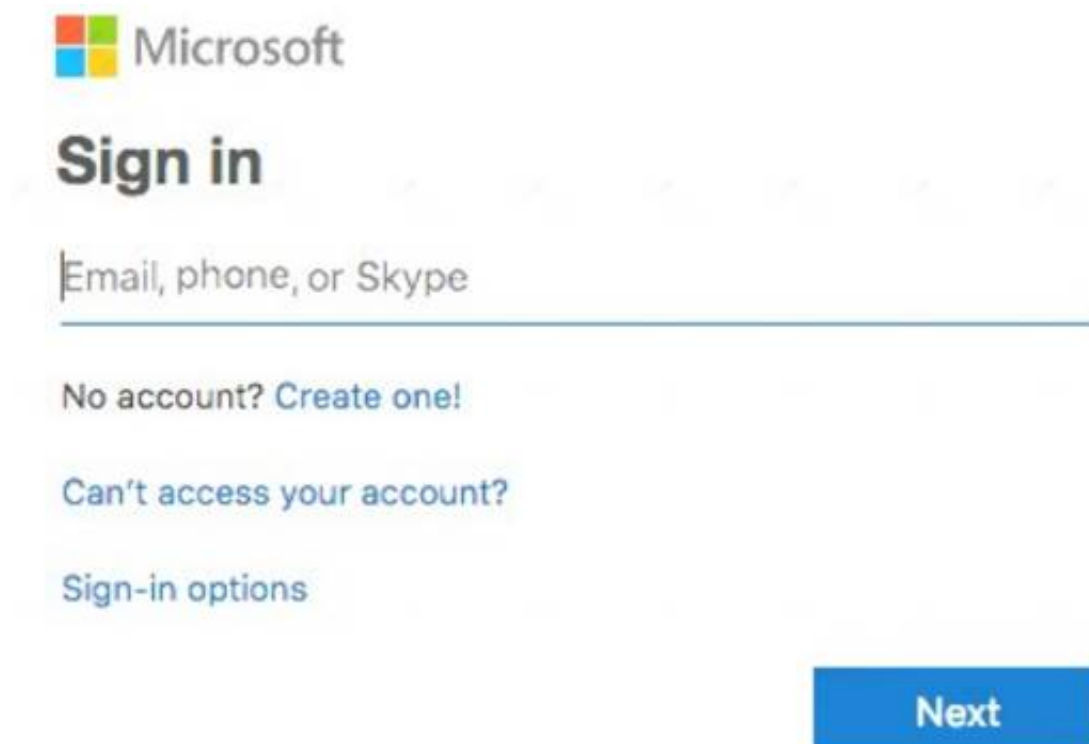 Microsoft
Sign in
Email, phone, or Skype
No account? Create one!
Can't access your account?
Sign-in options
Next